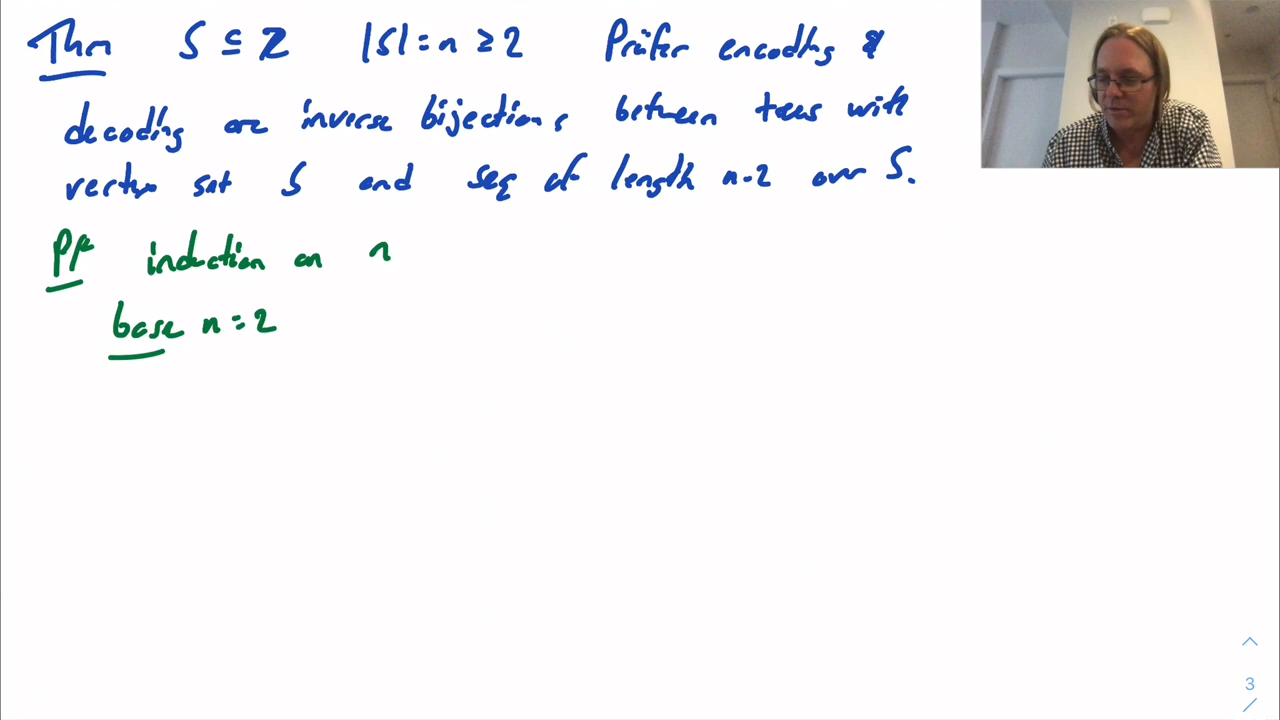 Thm S ⊆ Z |S| = n ≥ 2 Prüfer encoding &
decoding are inverse bijections between trees with
vertex set S and seq of length n-2 over S.
Pf induction on n
base n = 2
3